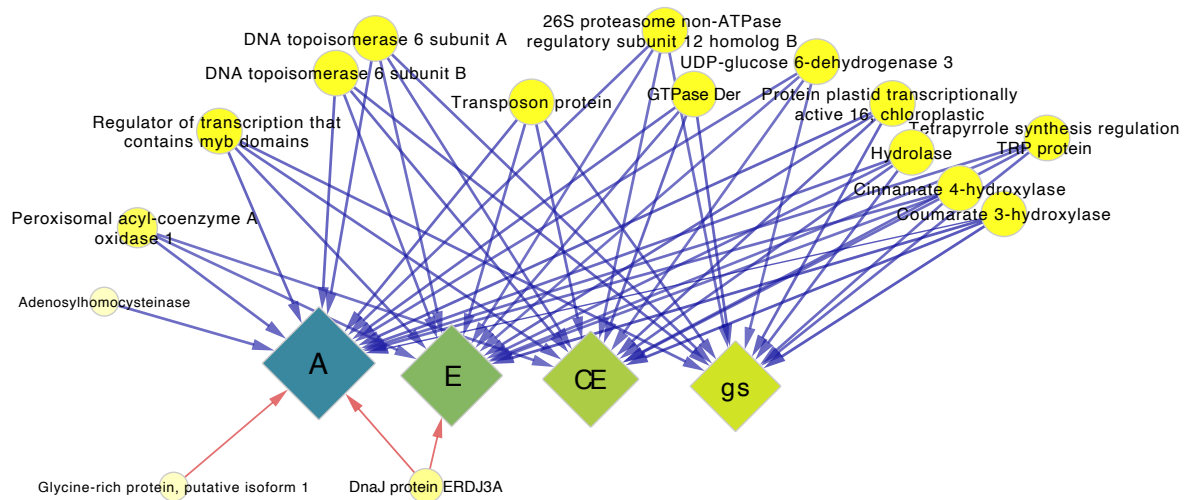 26S proteasome non-ATPase
regulatory subunit 12 homolog B
DNA topoisomerase 6 subunit A
UDP-glucose 6-dehydrogenase 3
DNA topoisomerase 6 subunit B
Transposon protein
GTPase Der
Protein plastid transcriptionally
active 16, chloroplastic
Regulator of transcription that
contains myb domains
Tetrapyrrole synthesis regulation
TRP protein
Hydrolase
Cinnamate 4-hydroxylase
Coumarate 3-hydroxylase
Peroxisomal acyl-coenzyme A
oxidase 1
Adenosylhomocysteinase
A
E
ŒE
gs
Glycine-rich protein, putative isoform 1
DnaJ protein ERDJ3A